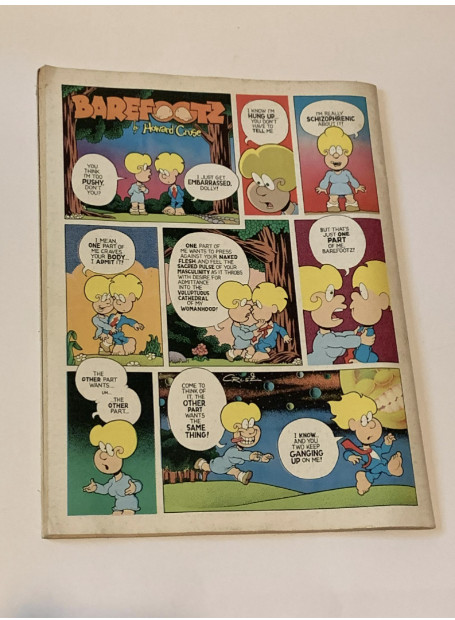 BAREFOOTZ
by Howard Cruse
YOU
THINK
I'M TOO
PUSHY,
DON'T
YOU?
I JUST GET
EMBARRASSED,
DOLLY!
I KNOW I'M
HUNG UP...
YOU DON'T
HAVE TO
TELL ME.
I'M REALLY
SCHIZOPHRENIC
ABOUT IT!
I MEAN,
ONE PART OF
ME CRAVES
YOUR BODY...
I ADMIT IT!
ONE PART OF
ME WANTS TO PRESS
AGAINST YOUR NAKED
FLESH AND FEEL THE
SACRED PULSE OF YOUR
MASCULINITY AS IT THROBS
WITH DESIRE FOR
ADMITTANCE
INTO THE
VOLUPTUOUS
CATHEDRAL
OF MY
WOMANHOOD!
BUT THAT'S
JUST ONE
PART
OF ME,
BAREFOOTZ!
THE
OTHER PART
WANTS...
UH...
...THE
OTHER
PART...
COME TO
THINK OF
IT, THE
OTHER
PART
WANTS
THE
SAME
THING!
CRUSE
I KNOW...
AND YOU
TWO KEEP
GANGING
UP ON ME!